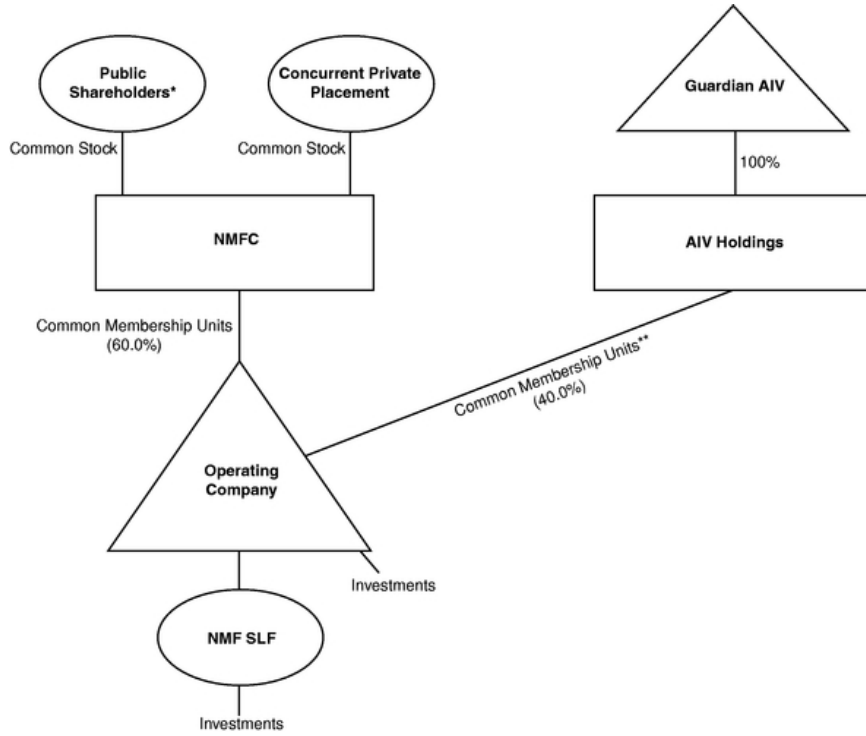 Public
Shareholders*
Concurrent Private
Placement
Guardian AIV
Common Stock
Common Stock
100%
NMFC
AIV Holdings
Common Membership Units
(60.0%)
Common Membership Units**
(40.0%)
Operating
Company
Investments
NMF SLF
Investments